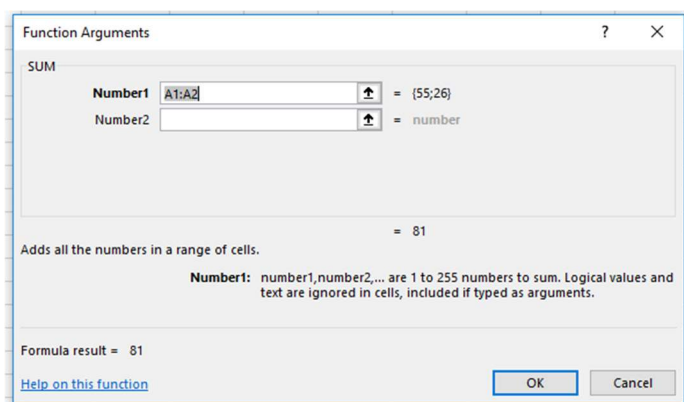 Function Arguments ? X
SUM
Number1 A1:A2 = {55;26}
Number2 = number
= 81
Adds all the numbers in a range of cells.
Number1: number1,number2,... are 1 to 255 numbers to sum. Logical values and
text are ignored in cells, included if typed as arguments.
Formula result = 81
Help on this function OK Cancel